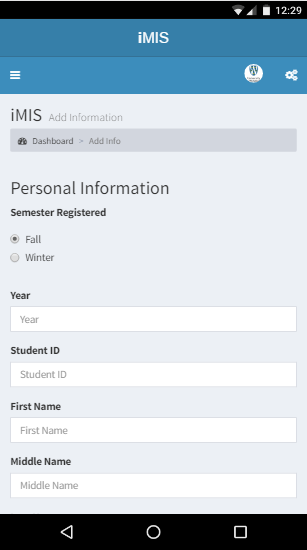 12:29
iMIS
iMIS Add Information
Dashboard > Add Info
Personal Information
Semester Registered
Fall
Winter
Year
Year
Student ID
Student ID
First Name
First Name
Middle Name
Middle Name